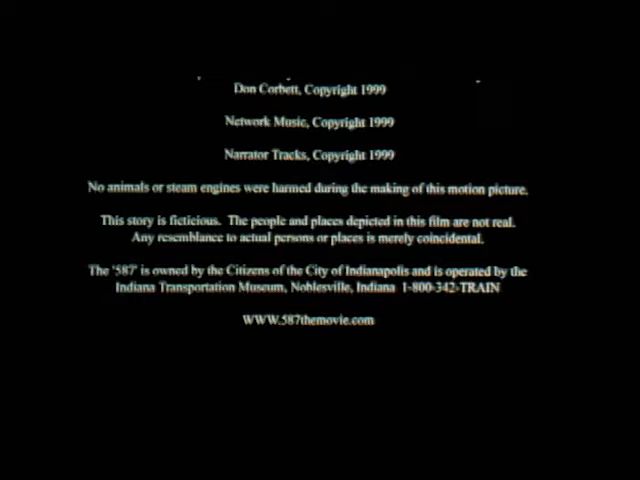 Don Corbett, Copyright 1999
Network Music, Copyright 1999
Narrator Tracks, Copyright 1999
No animals or steam engines were harmed during the making of this motion picture.
This story is ficticious.  The people and places depicted in this film are not real.
Any resemblance to actual persons or places is merely coincidental.
The '587' is owned by the Citizens of the City of Indianapolis and is operated by the
Indiana Transportation Museum, Noblesville, Indiana  1-800-342-TRAIN
WWW.587themovie.com